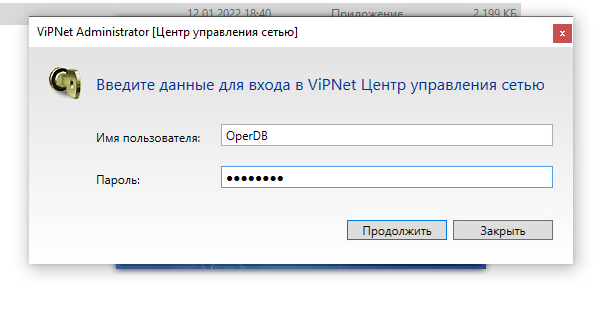 12.01.2022 18:40 Приложение 2 199 КБ
ViPNet Administrator [Центр управления сетью]
x
Введите данные для входа в ViPNet Центр управления сетью
Имя пользователя: OperDB
Пароль: ●●●●●●●●
Продолжить Закрыть